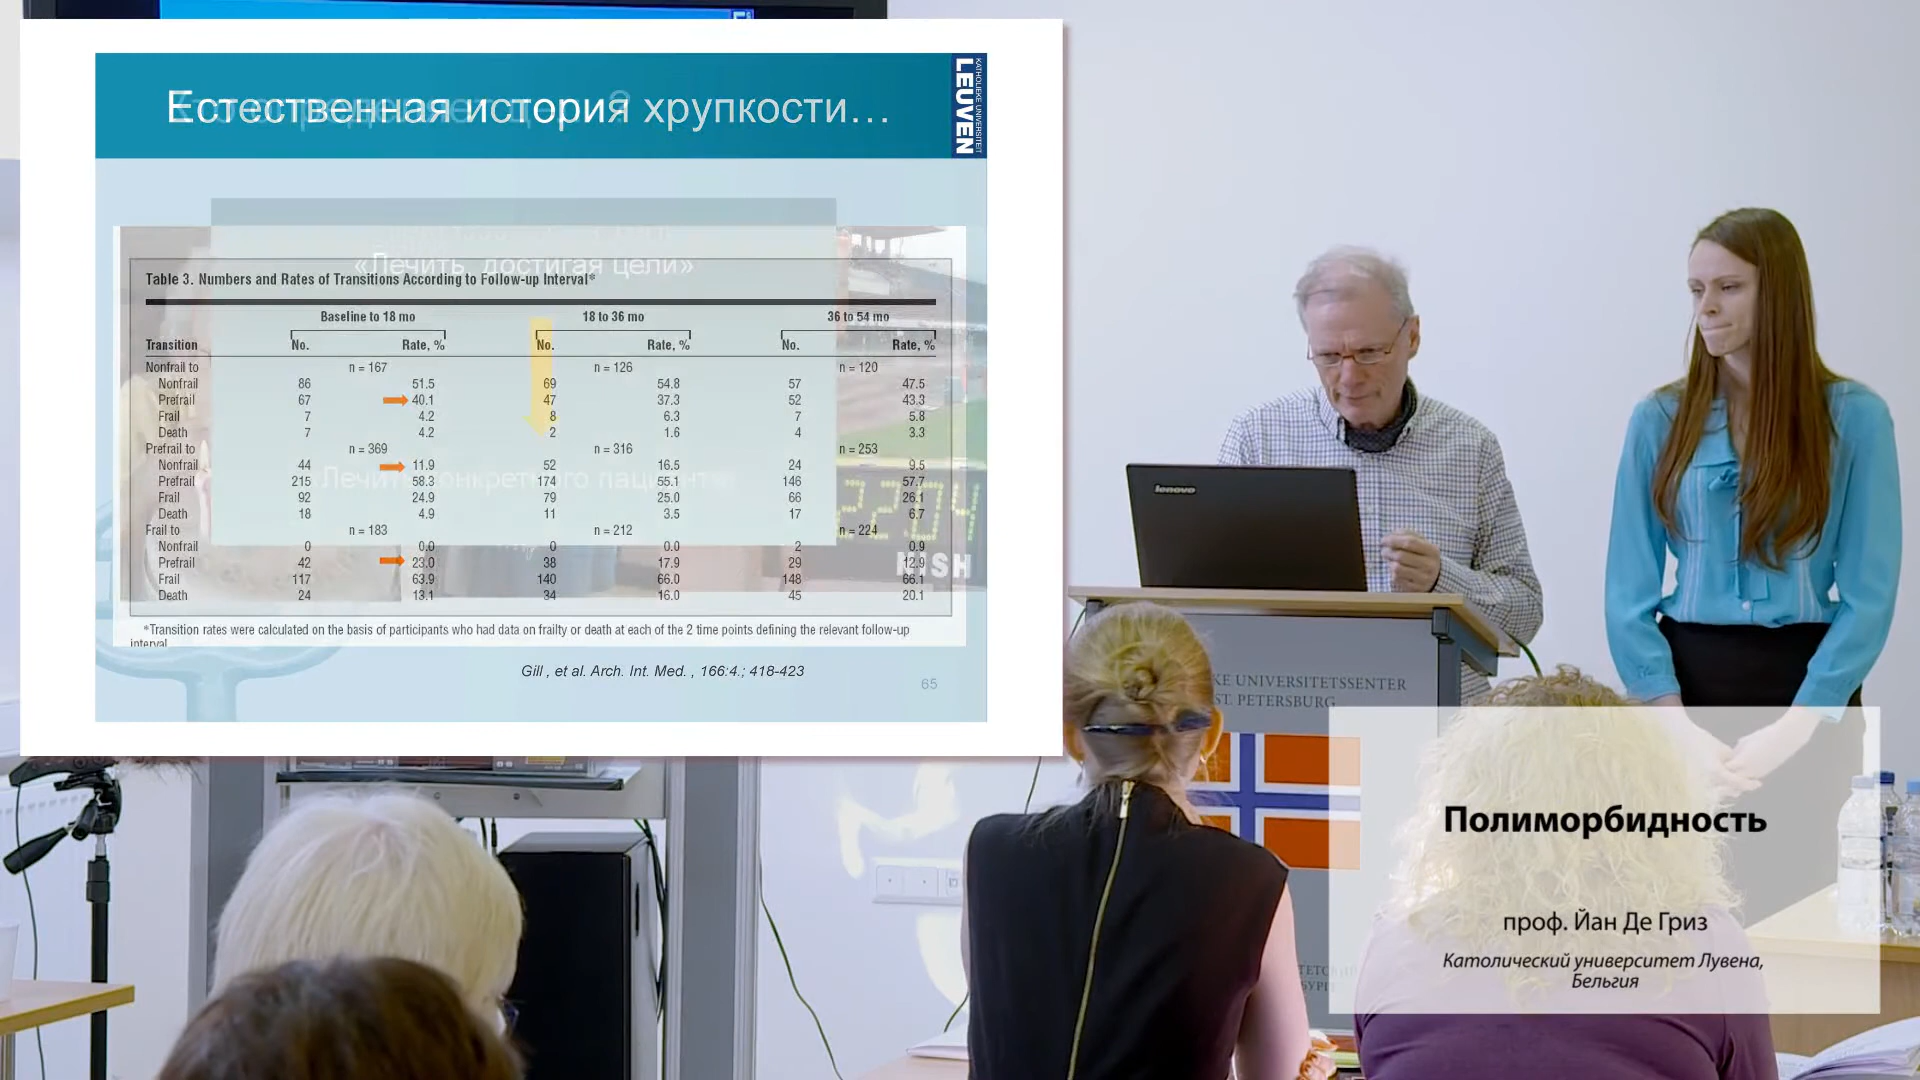 Естественная история хрупкости…
KATHOLIEKE UNIVERSITEIT
LEUVEN
«Лечить, достигая цели»
Table 3. Numbers and Rates of Transitions According to Follow-up Interval*
Baseline to 18 mo 18 to 36 mo 36 to 54 mo
Transition No. Rate, % No. Rate, % No. Rate, %
Nonfrail to n = 167 n = 126 n = 120
Nonfrail 86 51.5 69 54.8 57 47.5
Prefrail 67 40.1 47 37.3 52 43.3
Frail 7 4.2 8 6.3 7 5.8
Death 7 4.2 2 1.6 4 3.3
Prefrail to n = 369 n = 316 n = 253
Nonfrail 44 11.9 52 16.5 24 9.5
Prefrail 215 58.3 174 55.1 146 57.7
Frail 92 24.9 79 25.0 66 26.1
Death 18 4.9 11 3.5 17 6.7
Frail to n = 183 n = 212 n = 224
Nonfrail 0 0.0 0 0.0 2 0.9
Prefrail 42 23.0 38 17.9 29 12.9
Frail 117 63.9 140 66.0 148 66.1
Death 24 13.1 34 16.0 45 20.1
Лечить конкретного пациента
22:04
NISH
*Transition rates were calculated on the basis of participants who had data on frailty or death at each of the 2 time points defining the relevant follow-up
interval
Gill , et al. Arch. Int. Med. , 166:4.; 418-423
65
lenovo
KE UNIVERSITETSSENTER
ST. PETERSBURG
Полиморбидность
проф. Йан Де Гриз
Католический университет Лувена,
Бельгия